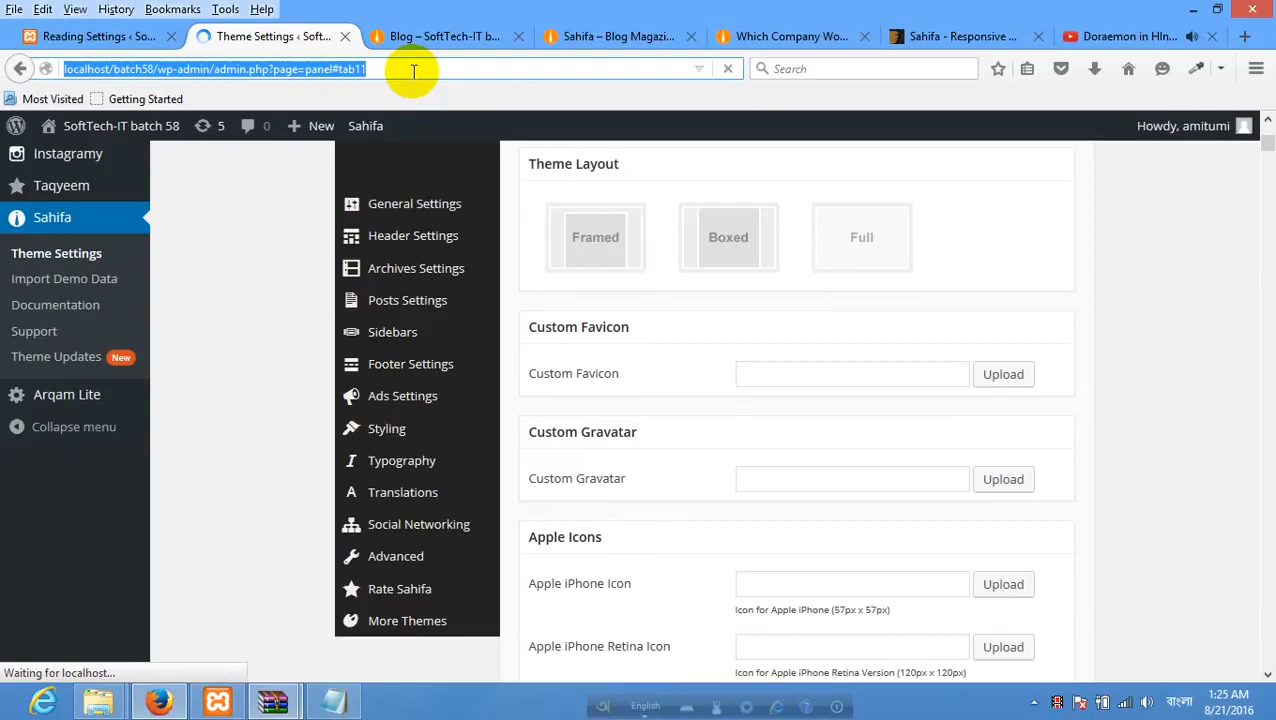 File Edit View History Bookmarks Tools Help
Reading Settings ‹ So... Theme Settings ‹ Soft... Blog – SoftTech-IT b... Sahifa – Blog Magazi... Which Company Wo... Sahifa - Responsive ... Doraemon in HIn...
localhost/batch58/wp-admin/admin.php?page=panel#tab11 Search
Most Visited Getting Started
SoftTech-IT batch 58 5 0 New Sahifa Howdy, amitumi
Instagramy
Taqyeem
Sahifa
Theme Settings
Import Demo Data
Documentation
Support
Theme Updates New
Arqam Lite
Collapse menu
General Settings
Header Settings
Archives Settings
Posts Settings
Sidebars
Footer Settings
Ads Settings
Styling
Typography
Translations
Social Networking
Advanced
Rate Sahifa
More Themes
Theme Layout
Framed Boxed Full
Custom Favicon
Custom Favicon Upload
Custom Gravatar
Custom Gravatar Upload
Apple Icons
Apple iPhone Icon Upload
Icon for Apple iPhone (57px x 57px)
Apple iPhone Retina Icon Upload
Icon for Apple iPhone Retina Version (120px x 120px)
Waiting for localhost...
English
বাংলা
1:25 AM
8/21/2016